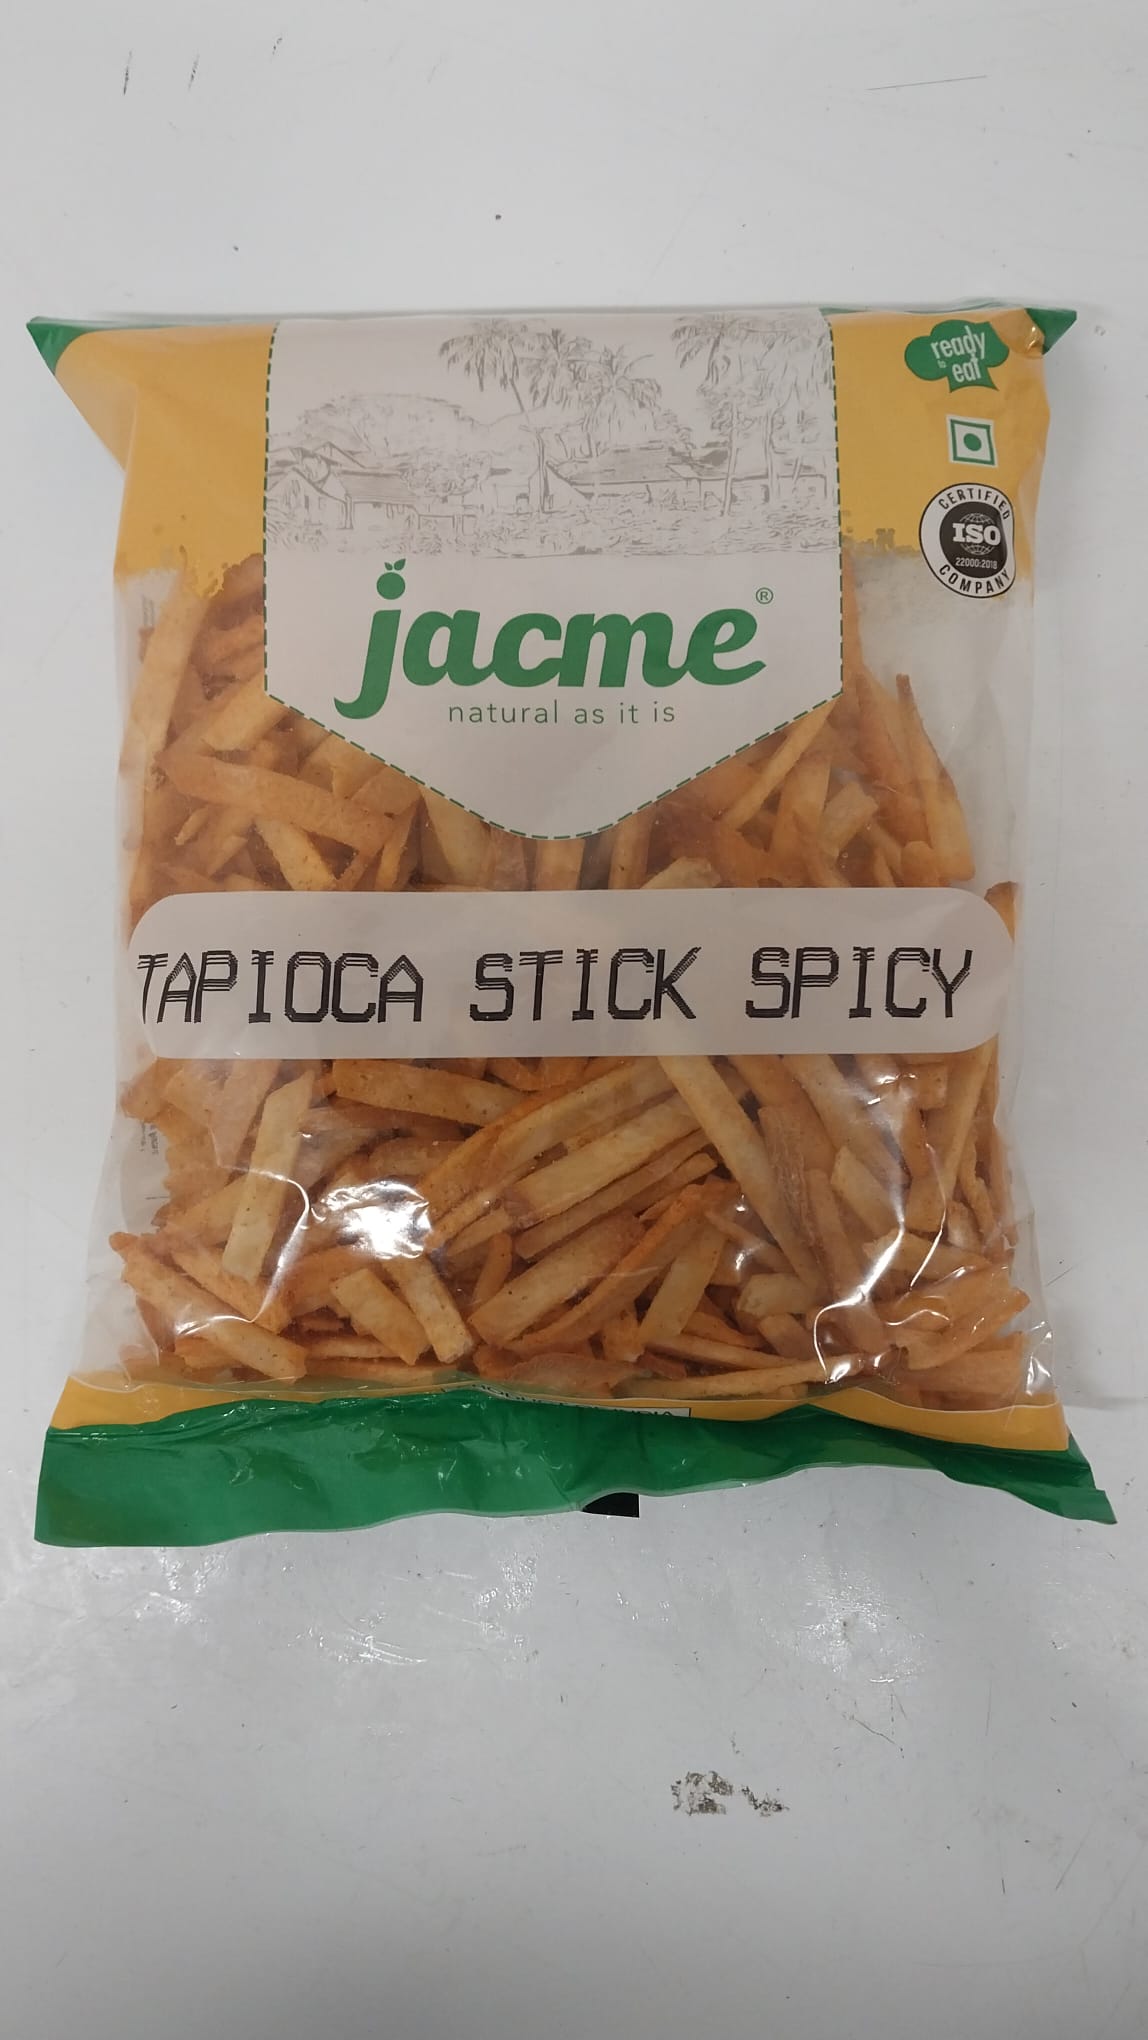 ready
to
eat
CERTIFIED
ISO
22000:2018
COMPANY
jacme®
natural as it is
TAPIOCA STICK SPICY